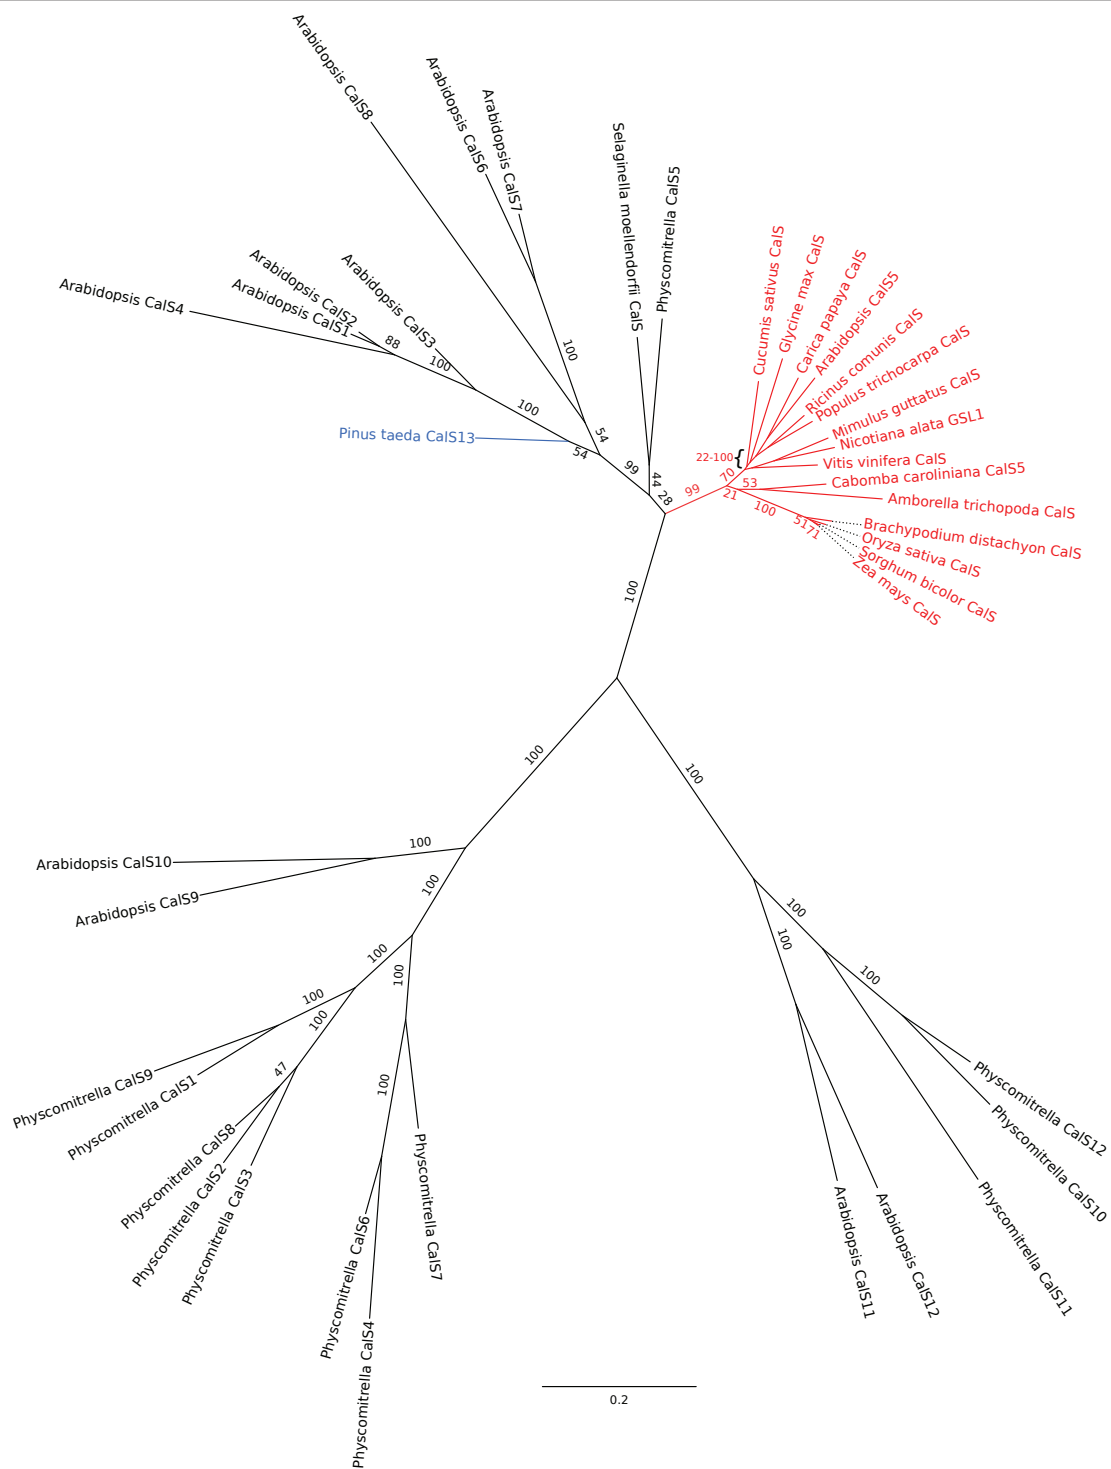 Arabidopsis CalS8
Arabidopsis CalS6
Arabidopsis CalS7
Selaginella moellendorfii CalS
Physcomitrella CalS5
Cucumis sativus CalS
Glycine max CalS
Carica papaya CalS
Arabidopsis CalS5
Ricinus comunis CalS
Populus trichocarpa CalS
Mimulus guttatus CalS
Nicotiana alata GSL1
Vitis vinifera CalS
Cabomba caroliniana CalS5
Amborella trichopoda CalS
Brachypodium distachyon CalS
Oryza sativa CalS
Sorghum bicolor CalS
Zea mays CalS
Arabidopsis CalS4
Arabidopsis CalS2
Arabidopsis CalS1
Arabidopsis CalS3
88
100
100
100
Pinus taeda CalS13
54
54
99
44
28
22-100{
70
53
99
21
100
5171
100
100
100
Arabidopsis CalS10
100
Arabidopsis CalS9
100
100
100
100
100
47
100
Physcomitrella CalS9
Physcomitrella CalS1
Physcomitrella CalS8
Physcomitrella CalS2
Physcomitrella CalS3
Physcomitrella CalS6
Physcomitrella CalS4
Physcomitrella CalS7
100
100
100
Physcomitrella CalS12
Physcomitrella CalS10
Physcomitrella CalS11
Arabidopsis CalS12
Arabidopsis CalS11
0.2